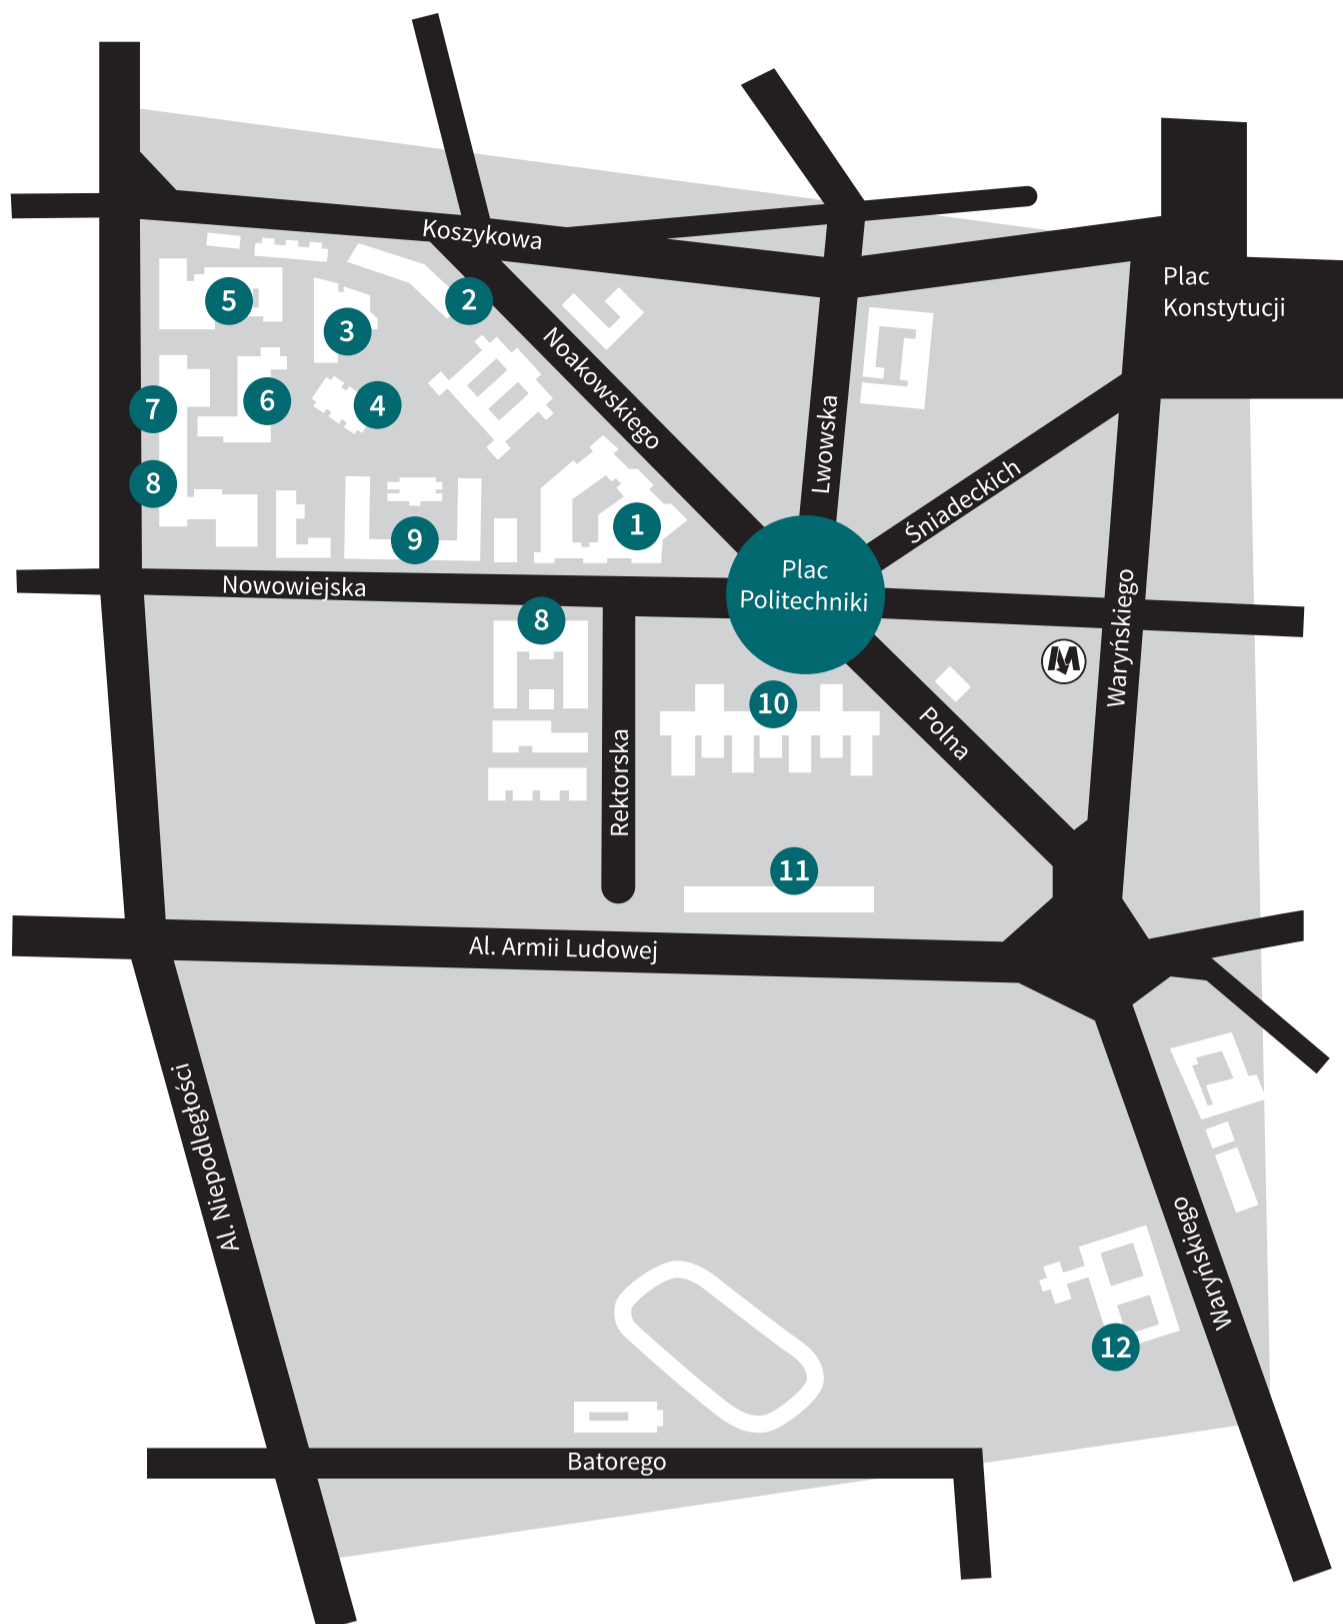 Koszykowa
Plac
Konstytucji
5
2
3
Noakowskiego
4
6
7
Lwowska
8
Śniadeckich
1
9
Plac
Politechniki
Nowowiejska
8
Waryńskiego
M
10
Polna
Rektorska
11
Al. Armii Ludowej
Al. Niepodległości
Waryńskiego
12
Batorego